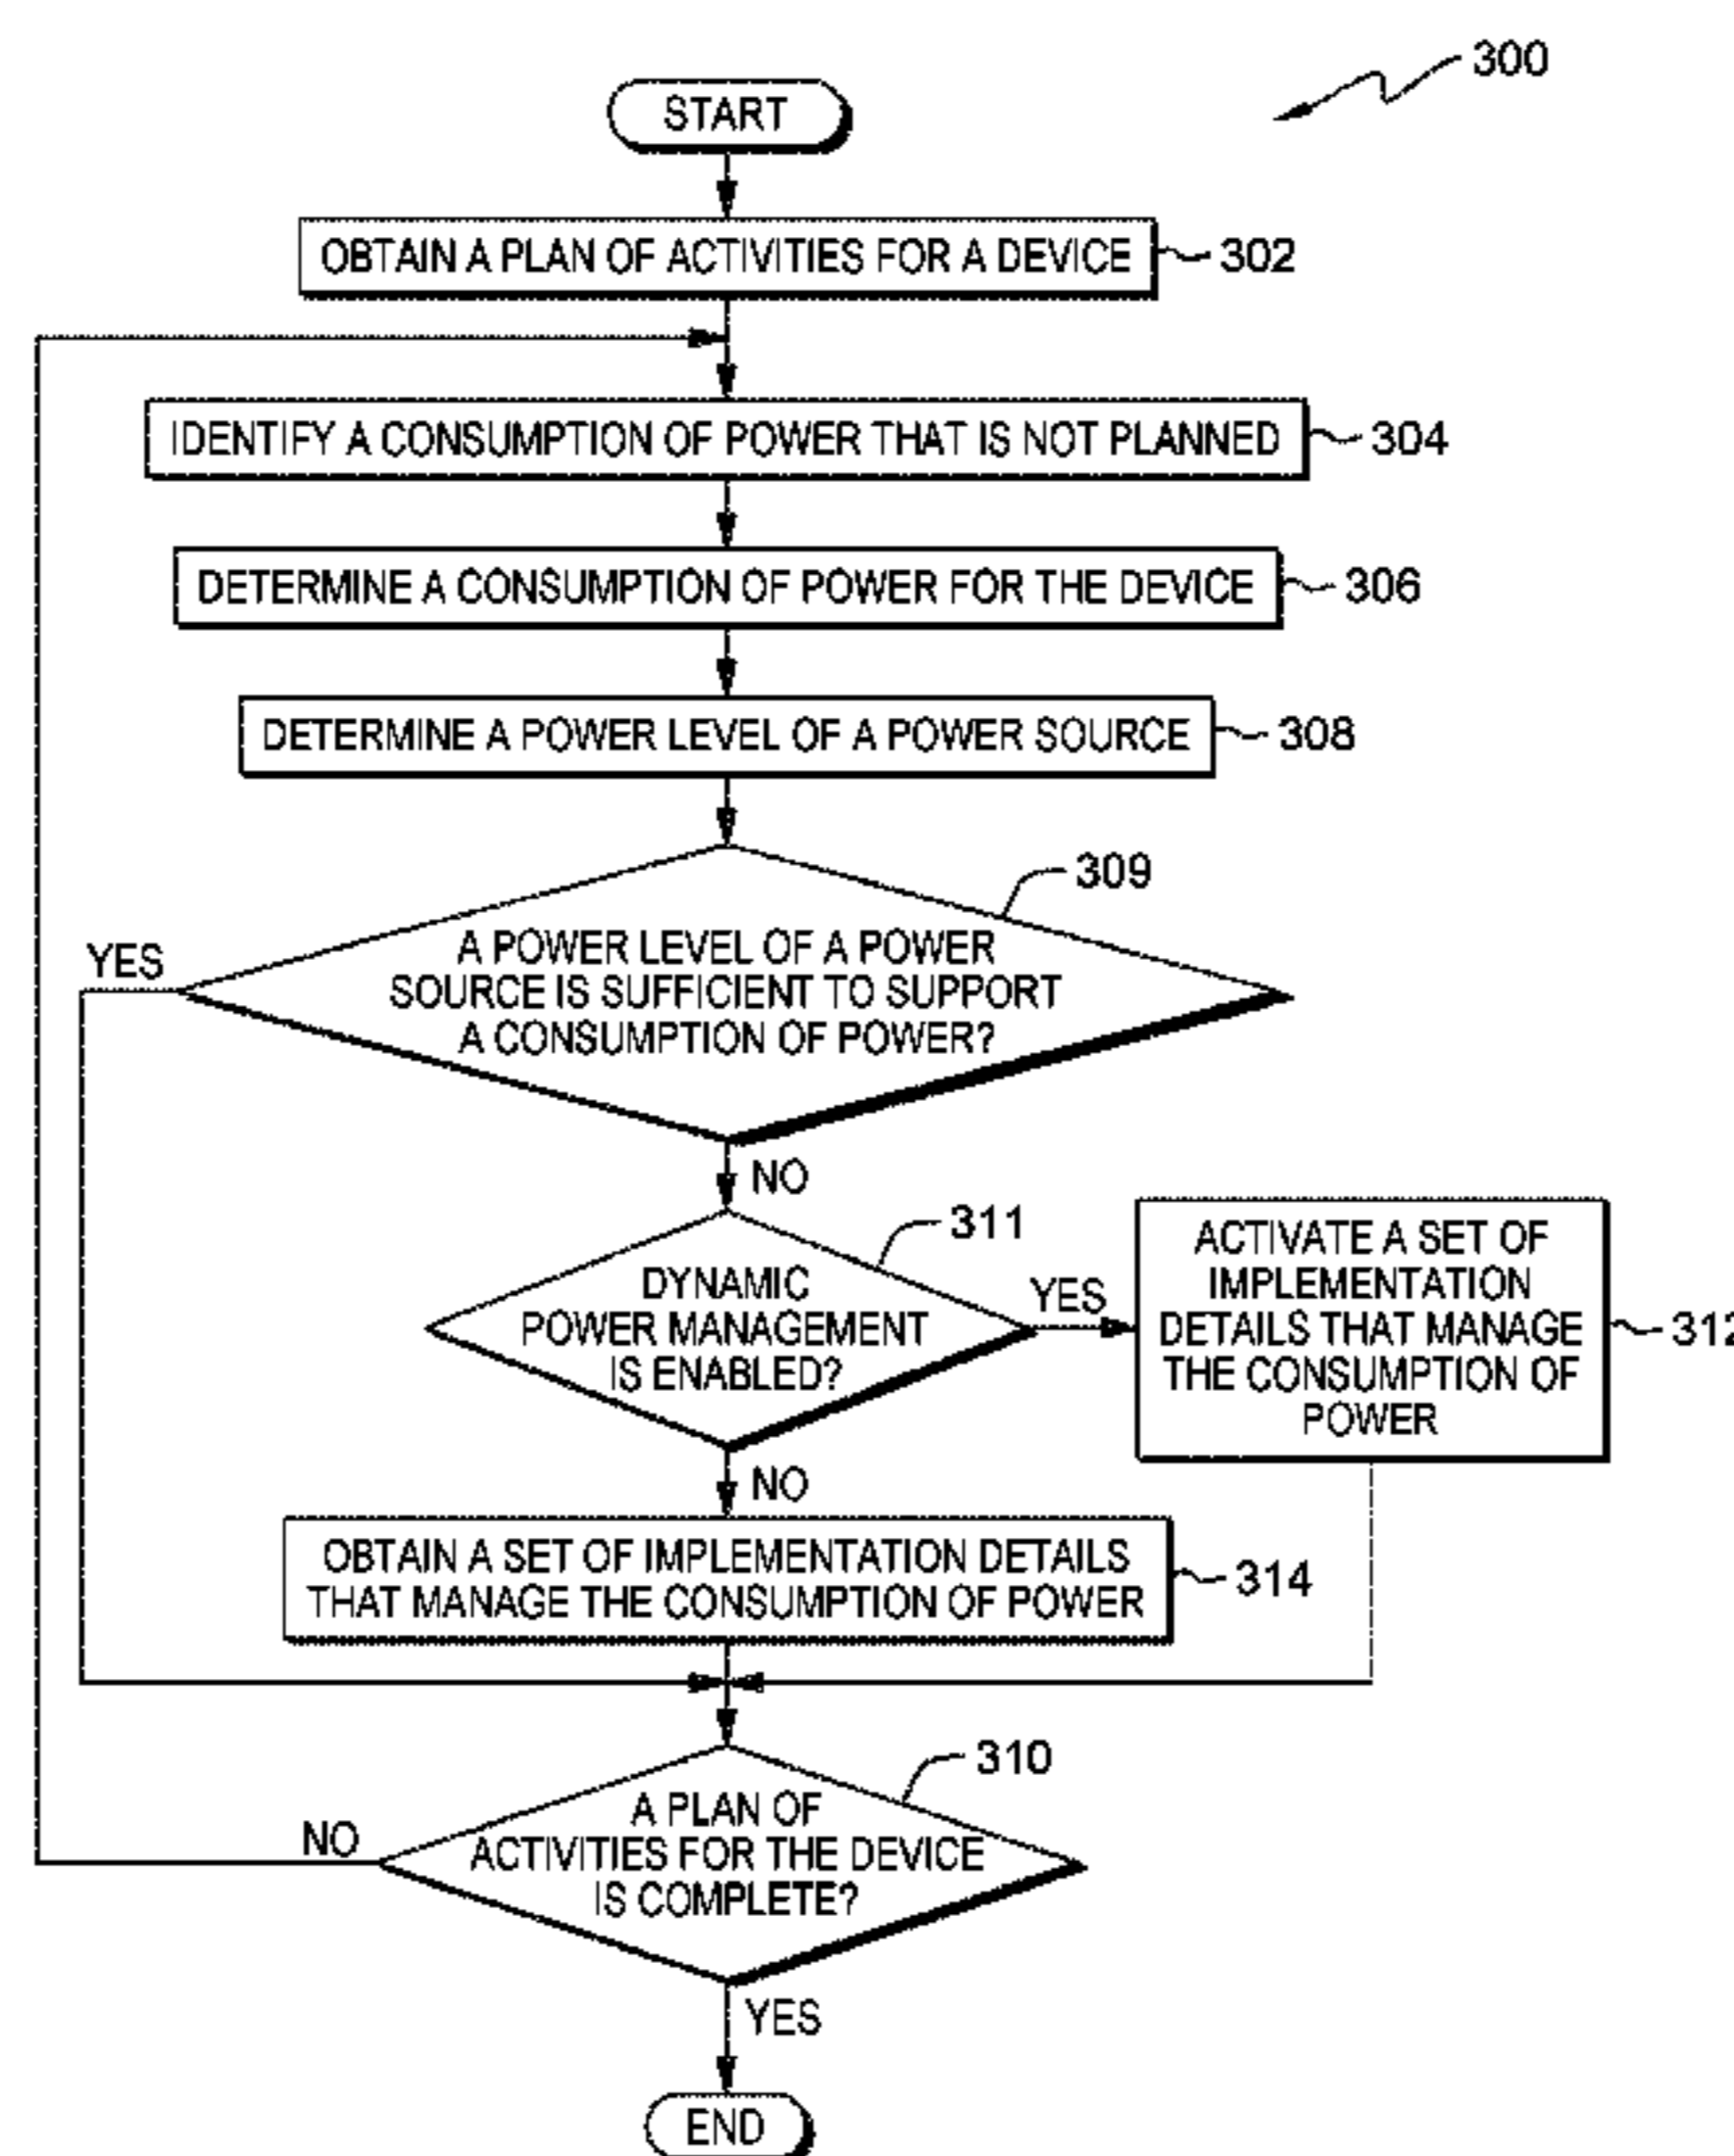 300
START
OBTAIN A PLAN OF ACTIVITIES FOR A DEVICE
302
IDENTIFY A CONSUMPTION OF POWER THAT IS NOT PLANNED
304
DETERMINE A CONSUMPTION OF POWER FOR THE DEVICE
306
DETERMINE A POWER LEVEL OF A POWER SOURCE
308
309
A POWER LEVEL OF A POWER
SOURCE IS SUFFICIENT TO SUPPORT
A CONSUMPTION OF POWER?
YES
NO
311
DYNAMIC
POWER MANAGEMENT
IS ENABLED?
YES
ACTIVATE A SET OF
IMPLEMENTATION
DETAILS THAT MANAGE
THE CONSUMPTION OF
POWER
312
NO
OBTAIN A SET OF IMPLEMENTATION DETAILS
THAT MANAGE THE CONSUMPTION OF POWER
314
310
A PLAN OF
ACTIVITIES FOR THE DEVICE
IS COMPLETE?
NO
YES
END